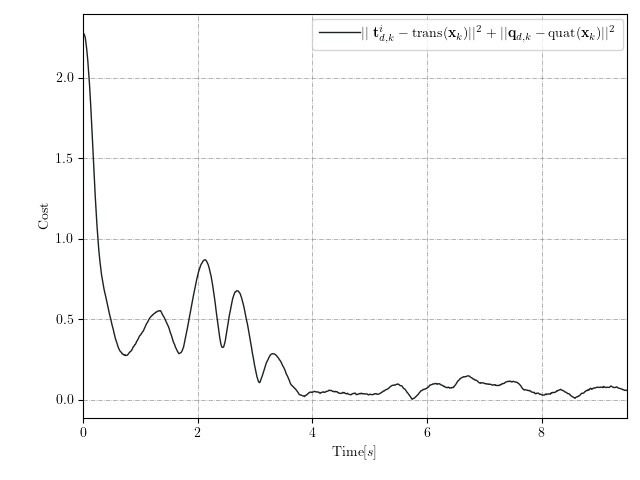 || t^i_{d,k} − trans(x_k)||^2 + ||q_{d,k} − quat(x_k)||^2
2.0
1.5
1.0
0.5
0.0
Cost
0 2 4 6 8
Time[s]